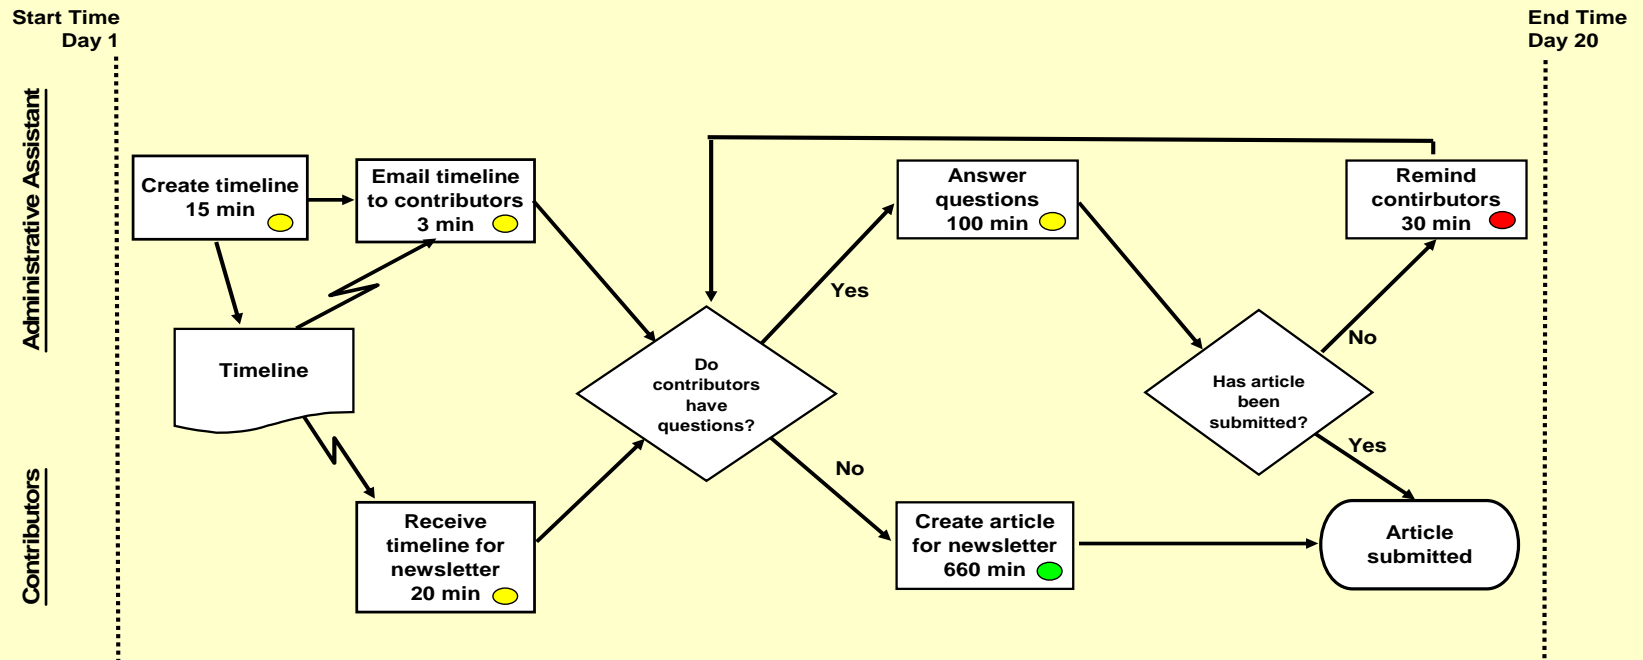 Start Time
Day 1
End Time
Day 20
Administrative Assistant
Create timeline
15 min
Email timeline
to contributors
3 min
Answer
questions
100 min
Remind
contirbutors
30 min
Yes
No
Timeline
Do
contributors
have
questions?
Has article
been
submitted?
No
Yes
Contributors
Receive
timeline for
newsletter
20 min
Create article
for newsletter
660 min
Article
submitted